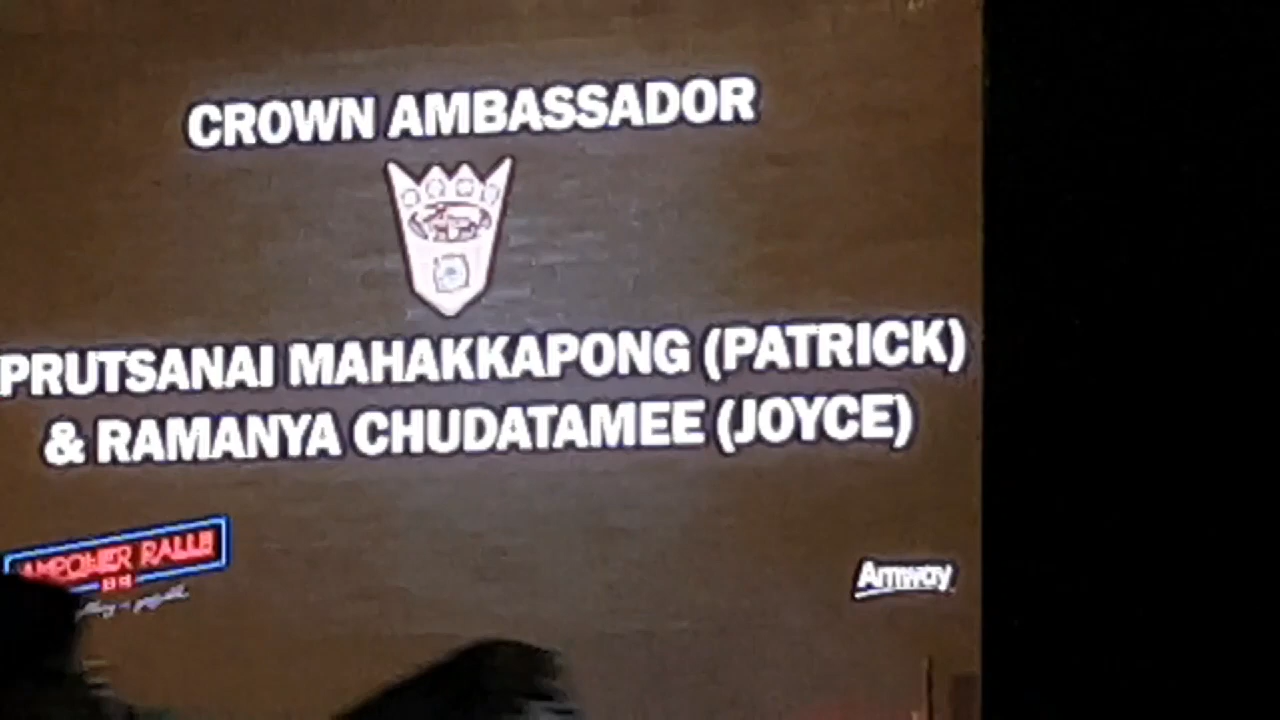 CROWN AMBASSADOR
PRUTSANAI MAHAKKAPONG (PATRICK)
& RAMANYA CHUDATAMEE (JOYCE)
Amway